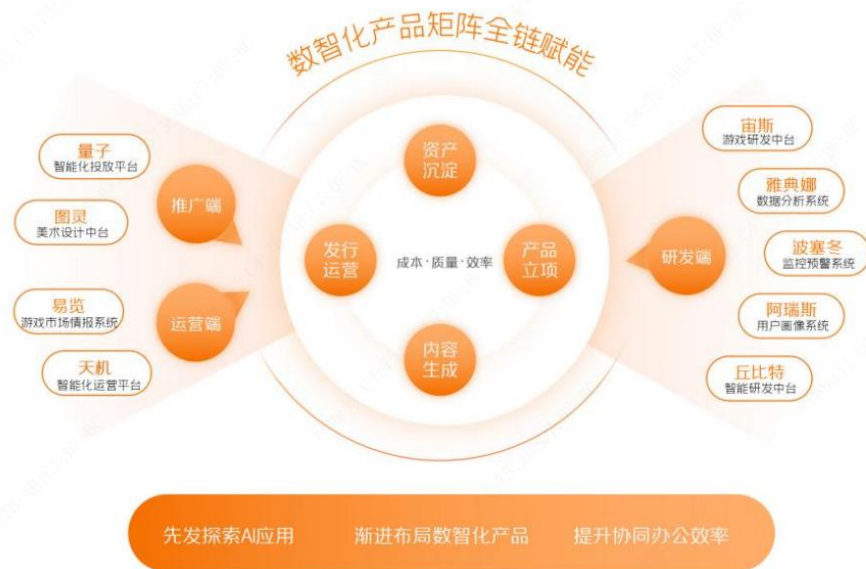 数智化产品矩阵全链赋能
量子
智能化投放平台
图灵
美术设计中台
易览
游戏市场情报系统
天机
智能化运营平台
推广端
运营端
资产
沉淀
发行
运营
成本·质量·效率
产品
立项
内容
生成
研发端
宙斯
游戏研发中台
雅典娜
数据分析系统
波塞冬
监控预警系统
阿瑞斯
用户画像系统
丘比特
智能研发中台
先发探索AI应用
渐进布局数智化产品
提升协同办公效率